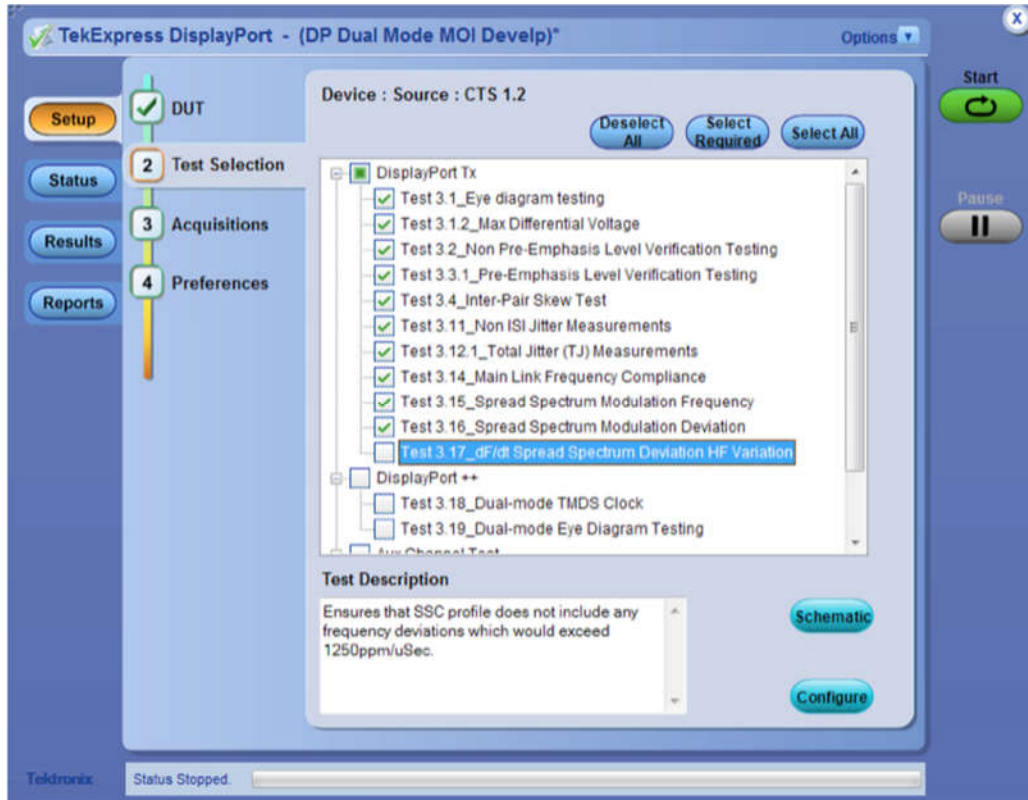 TekExpress DisplayPort - (DP Dual Mode MOI Develp)*
Options
X
Start
Pause
Setup
Status
Results
Reports
DUT
2 Test Selection
3 Acquisitions
4 Preferences
Device : Source : CTS 1.2
Deselect All
Select Required
Select All
DisplayPort Tx
Test 3.1_Eye diagram testing
Test 3.1.2_Max Differential Voltage
Test 3.2_Non Pre-Emphasis Level Verification Testing
Test 3.3.1_Pre-Emphasis Level Verification Testing
Test 3.4_Inter-Pair Skew Test
Test 3.11_Non ISI Jitter Measurements
Test 3.12.1_Total Jitter (TJ) Measurements
Test 3.14_Main Link Frequency Compliance
Test 3.15_Spread Spectrum Modulation Frequency
Test 3.16_Spread Spectrum Modulation Deviation
Test 3.17_dF/dt Spread Spectrum Deviation HF Variation
DisplayPort ++
Test 3.18_Dual-mode TMDS Clock
Test 3.19_Dual-mode Eye Diagram Testing
Aux Channel Test
Test Description
Ensures that SSC profile does not include any
frequency deviations which would exceed
1250ppm/uSec.
Schematic
Configure
Tektronix
Status Stopped.